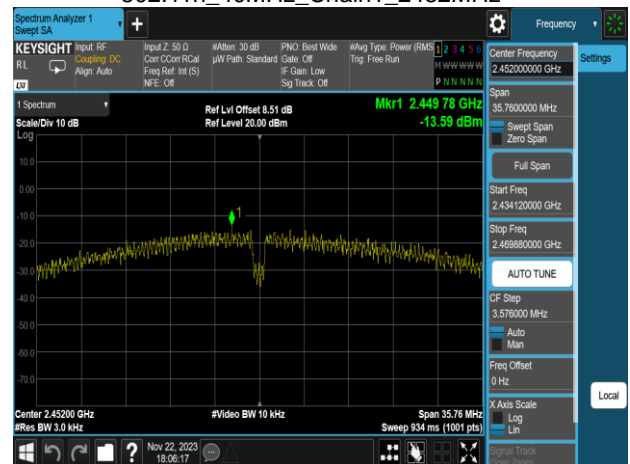 Spectrum Analyzer 1
Swept SA
+
Frequency
KEYSIGHT
RL
LXI
Input: RF
Coupling: DC
Align: Auto
Input Z: 50 Ω
Corr CCorr RCal
Freq Ref: Int (S)
NFE: Off
#Atten: 30 dB
µW Path: Standard
PNO: Best Wide
Gate: Off
IF Gain: Low
Sig Track: Off
#Avg Type: Power (RMS
Trig: Free Run
1 2 3 4 5 6
M W W W W W
P N N N N N
1 Spectrum
Scale/Div 10 dB
Log
Ref Lvl Offset 8.51 dB
Ref Level 20.00 dBm
Mkr1 2.449 78 GHz
-13.59 dBm
10.0
0.00
-10.0
-20.0
-30.0
-40.0
-50.0
-60.0
-70.0
1
Center 2.45200 GHz
#Res BW 3.0 kHz
#Video BW 10 kHz
Span 35.76 MHz
Sweep 934 ms (1001 pts)
Center Frequency
2.452000000 GHz
Settings
Span
35.7600000 MHz
Swept Span
Zero Span
Full Span
Start Freq
2.434120000 GHz
Stop Freq
2.469880000 GHz
AUTO TUNE
CF Step
3.576000 MHz
Auto
Man
Freq Offset
0 Hz
X Axis Scale
Log
Lin
Local
Signal Track
(Span Zoom)
?
Nov 22, 2023
18:06:17